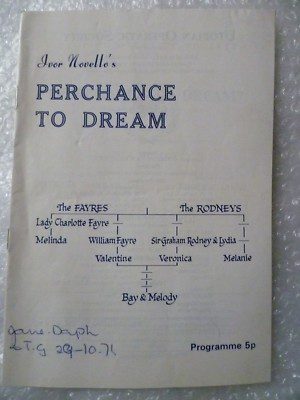 Ivor Novello's
PERCHANCE
TO DREAM
The FAYRES The RODNEYS
Lady Charlotte Fayre
Melinda William Fayre Sir Graham Rodney & Lydia
Valentine Veronica Melanie
Bay & Melody
Programme 5p